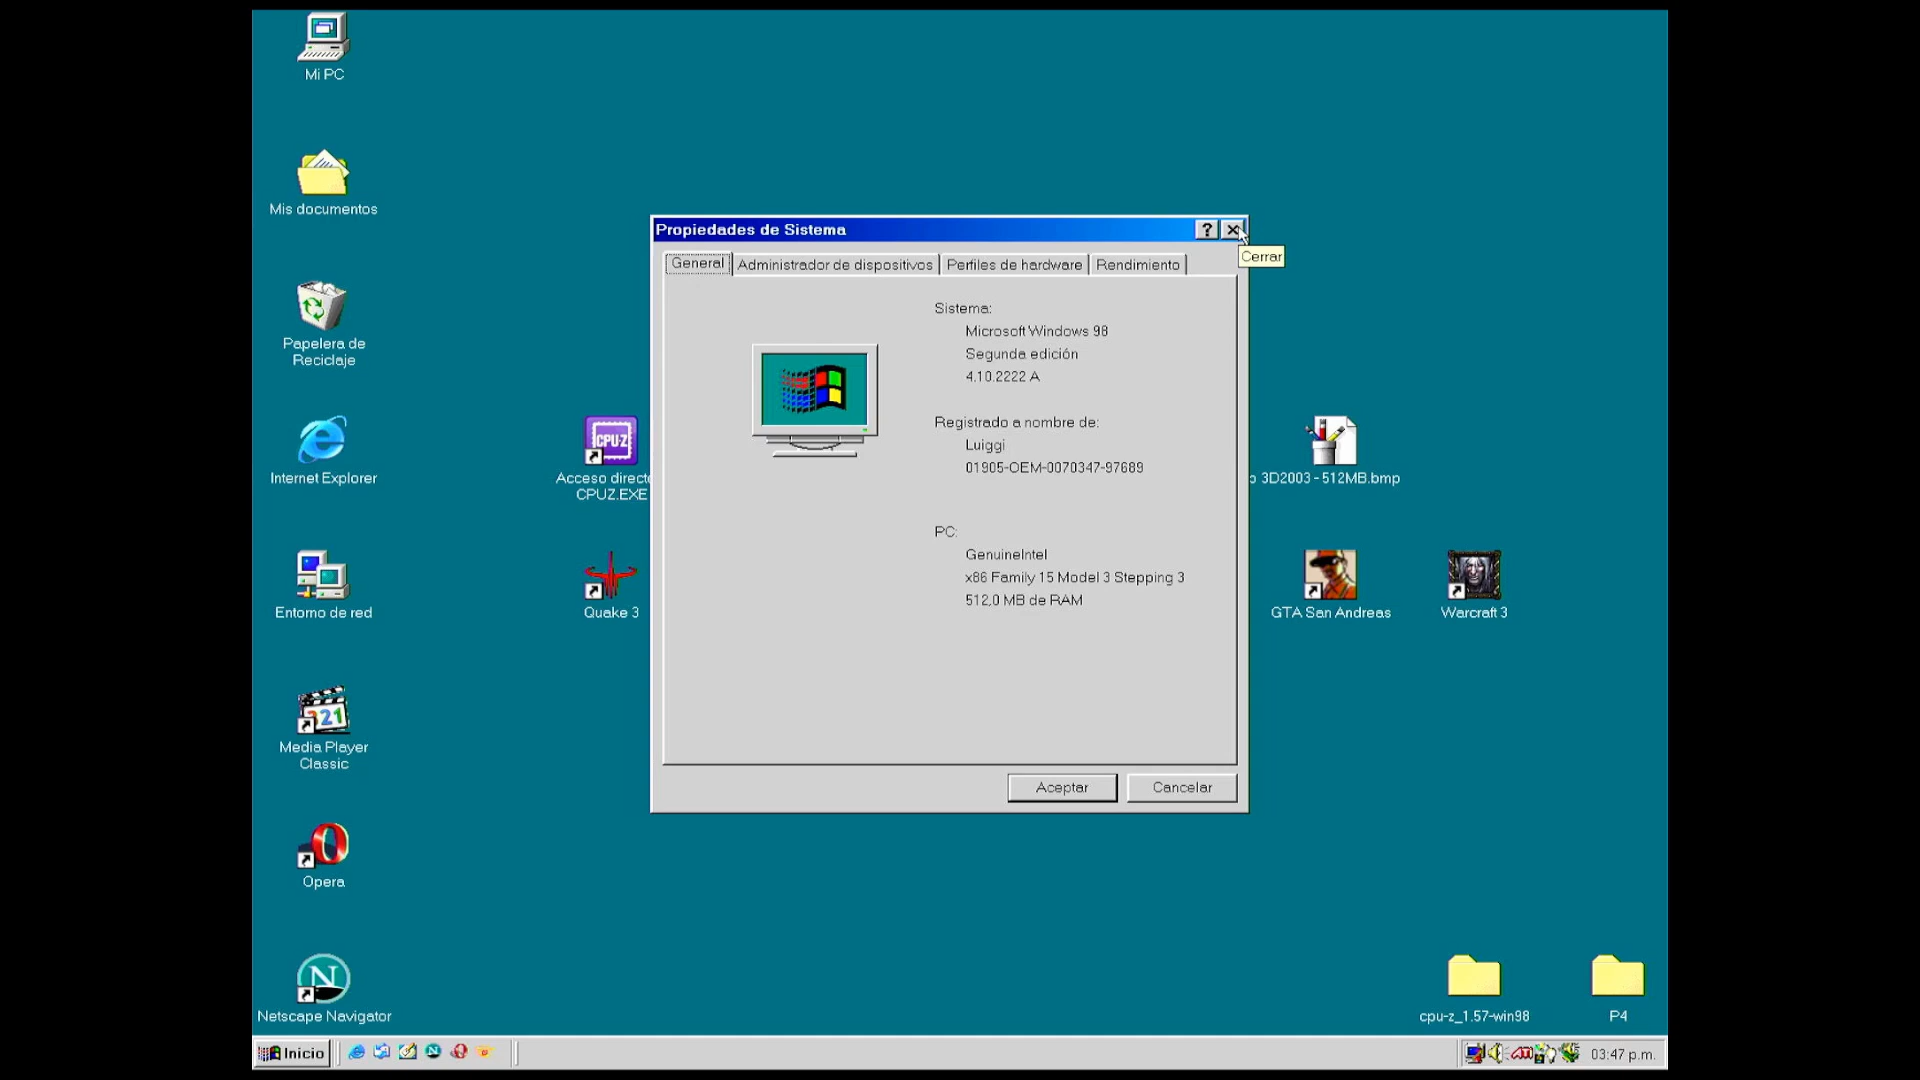 Mi PC
Mis documentos
Papelera de
Reciclaje
Internet Explorer
Entorno de red
Media Player
Classic
321
Opera
Netscape Navigator
N
CPU-Z
Acceso directo
CPUZ.EXE
Quake 3
Propiedades de Sistema
?
Cerrar
General
Administrador de dispositivos
Perfiles de hardware
Rendimiento
Sistema:
Microsoft Windows 98
Segunda edición
4.10.2222 A
Registrado a nombre de:
Luiggi
01905-OEM-0070347-97689
PC:
GenuineIntel
x86 Family 15 Model 3 Stepping 3
512,0 MB de RAM
Aceptar
Cancelar
3D2003 - 512MB.bmp
GTA San Andreas
Warcraft 3
cpu-z_1.57-win98
P4
Inicio
03:47 p.m.